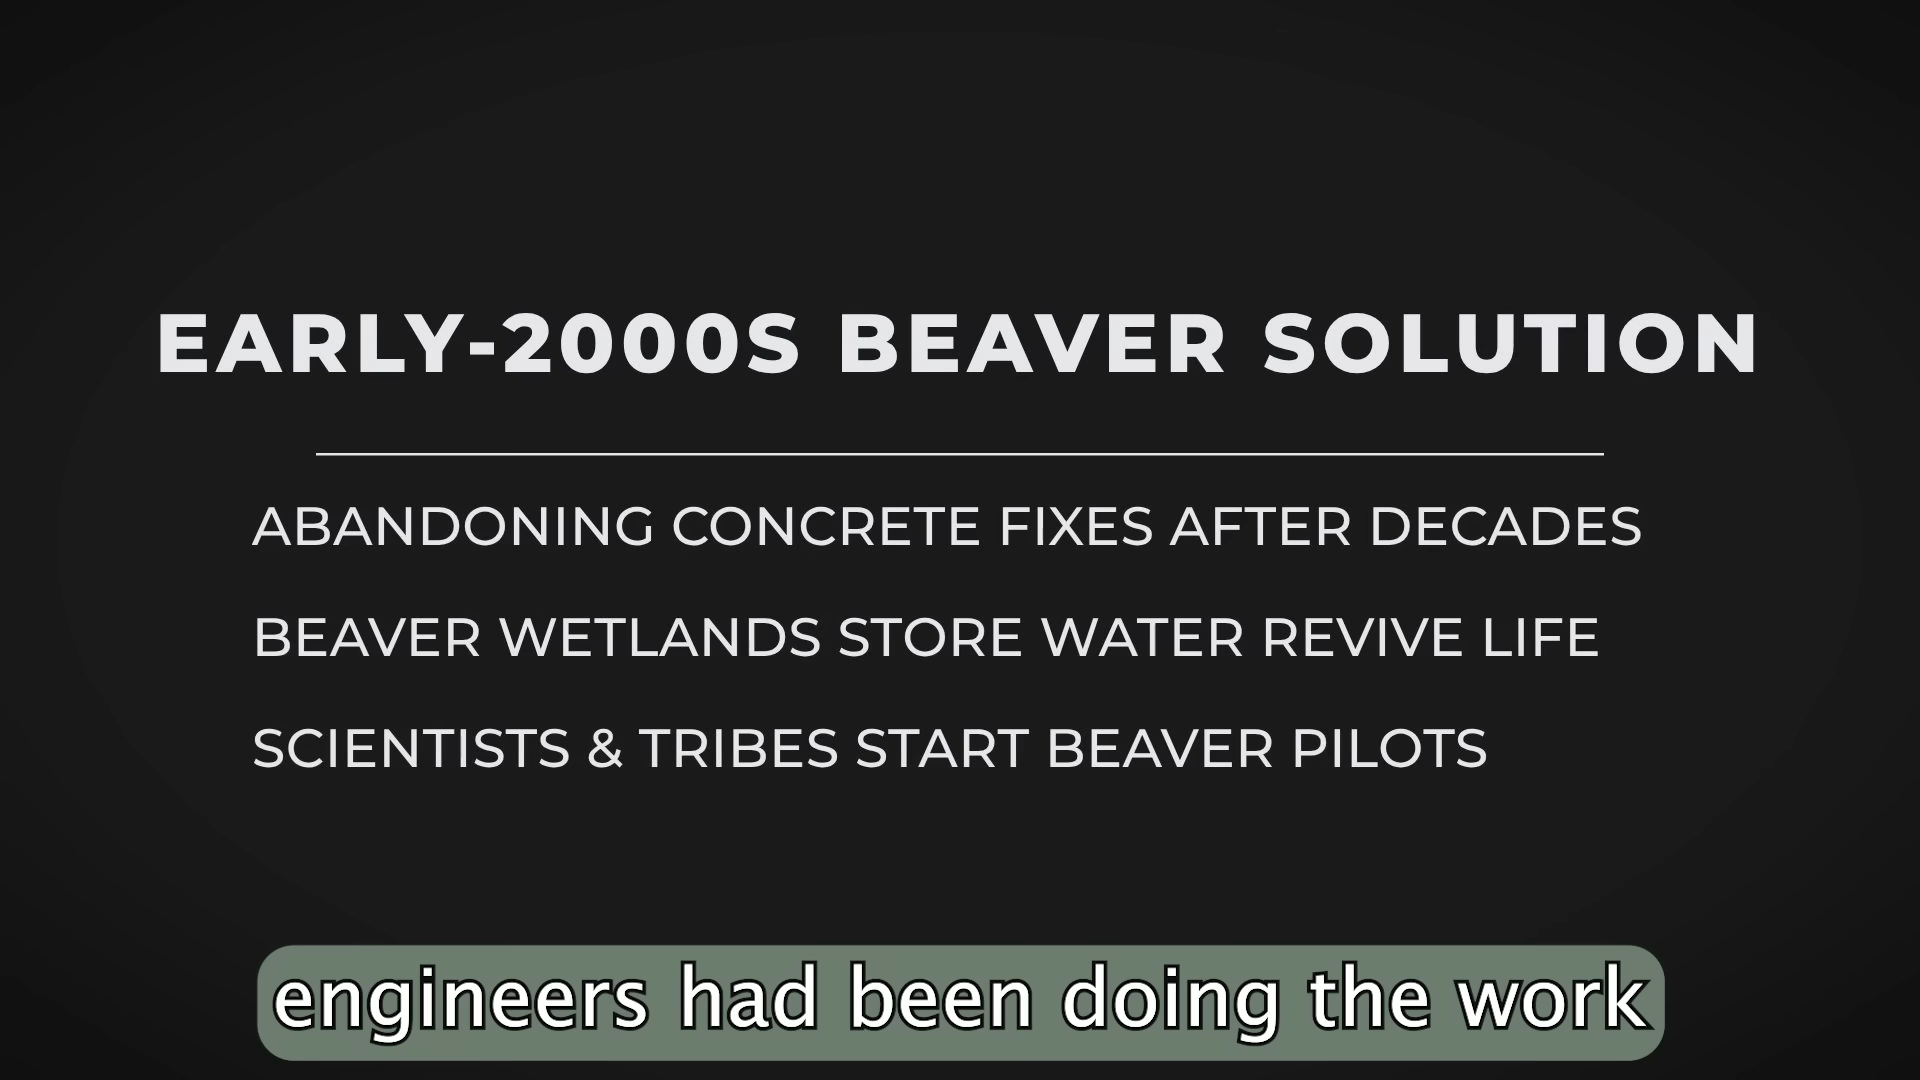 EARLY-2000S BEAVER SOLUTION
ABANDONING CONCRETE FIXES AFTER DECADES
BEAVER WETLANDS STORE WATER REVIVE LIFE
SCIENTISTS & TRIBES START BEAVER PILOTS
engineers had been doing the work